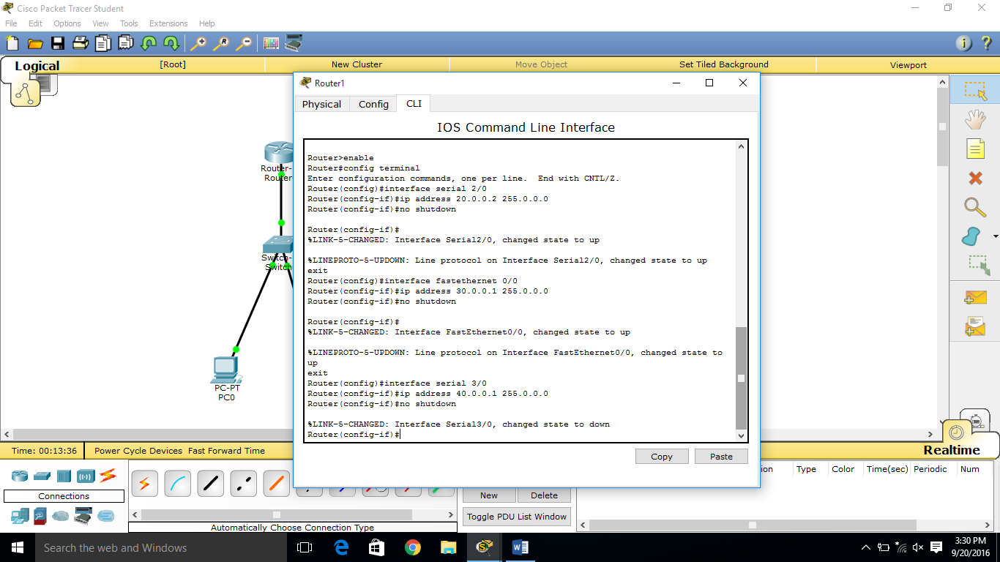 Cisco Packet Tracer Student
File Edit Options View Tools Extensions Help
Logical
[Root]
New Cluster
Move Object
Set Tiled Background
Viewport
Router1
Physical Config CLI
IOS Command Line Interface
Router>enable
Router#config terminal
Enter configuration commands, one per line.  End with CNTL/Z.
Router(config)#interface serial 2/0
Router(config-if)#ip address 20.0.0.2 255.0.0.0
Router(config-if)#no shutdown
Router(config-if)#
%LINK-5-CHANGED: Interface Serial2/0, changed state to up
%LINEPROTO-5-UPDOWN: Line protocol on Interface Serial2/0, changed state to up
exit
Router(config)#interface fastethernet 0/0
Router(config-if)#ip address 30.0.0.1 255.0.0.0
Router(config-if)#no shutdown
Router(config-if)#
%LINK-5-CHANGED: Interface FastEthernet0/0, changed state to up
%LINEPROTO-5-UPDOWN: Line protocol on Interface FastEthernet0/0, changed state to
up
exit
Router(config)#interface serial 3/0
Router(config-if)#ip address 40.0.0.1 255.0.0.0
Router(config-if)#no shutdown
%LINK-5-CHANGED: Interface Serial3/0, changed state to down
Router(config-if)#
Copy Paste
Router-
Router
Switch-
Switch
PC-PT
PC0
Time: 00:13:36 Power Cycle Devices Fast Forward Time
Realtime
Connections
Automatically Choose Connection Type
New Delete
Toggle PDU List Window
Type Color Time(sec) Periodic Num
Search the web and Windows
3:30 PM
9/20/2016